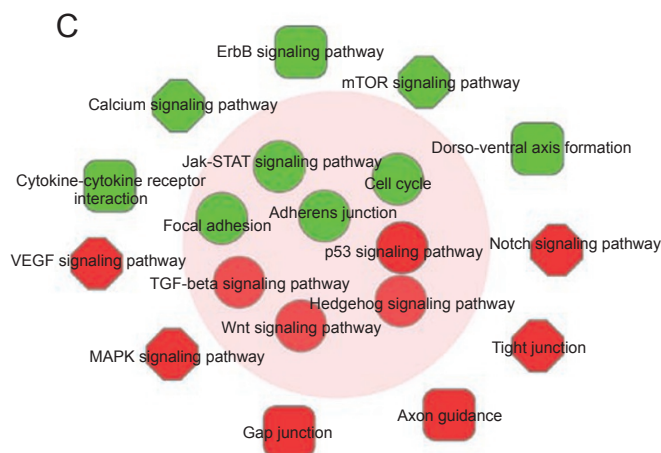 C
ErbB signaling pathway
mTOR signaling pathway
Calcium signaling pathway
Dorso-ventral axis formation
Jak-STAT signaling pathway
Cell cycle
Cytokine-cytokine receptor
interaction
Adherens junction
Focal adhesion
p53 signaling pathway
Notch signaling pathway
VEGF signaling pathway
TGF-beta signaling pathway
Hedgehog signaling pathway
Wnt signaling pathway
MAPK signaling pathway
Tight junction
Axon guidance
Gap junction